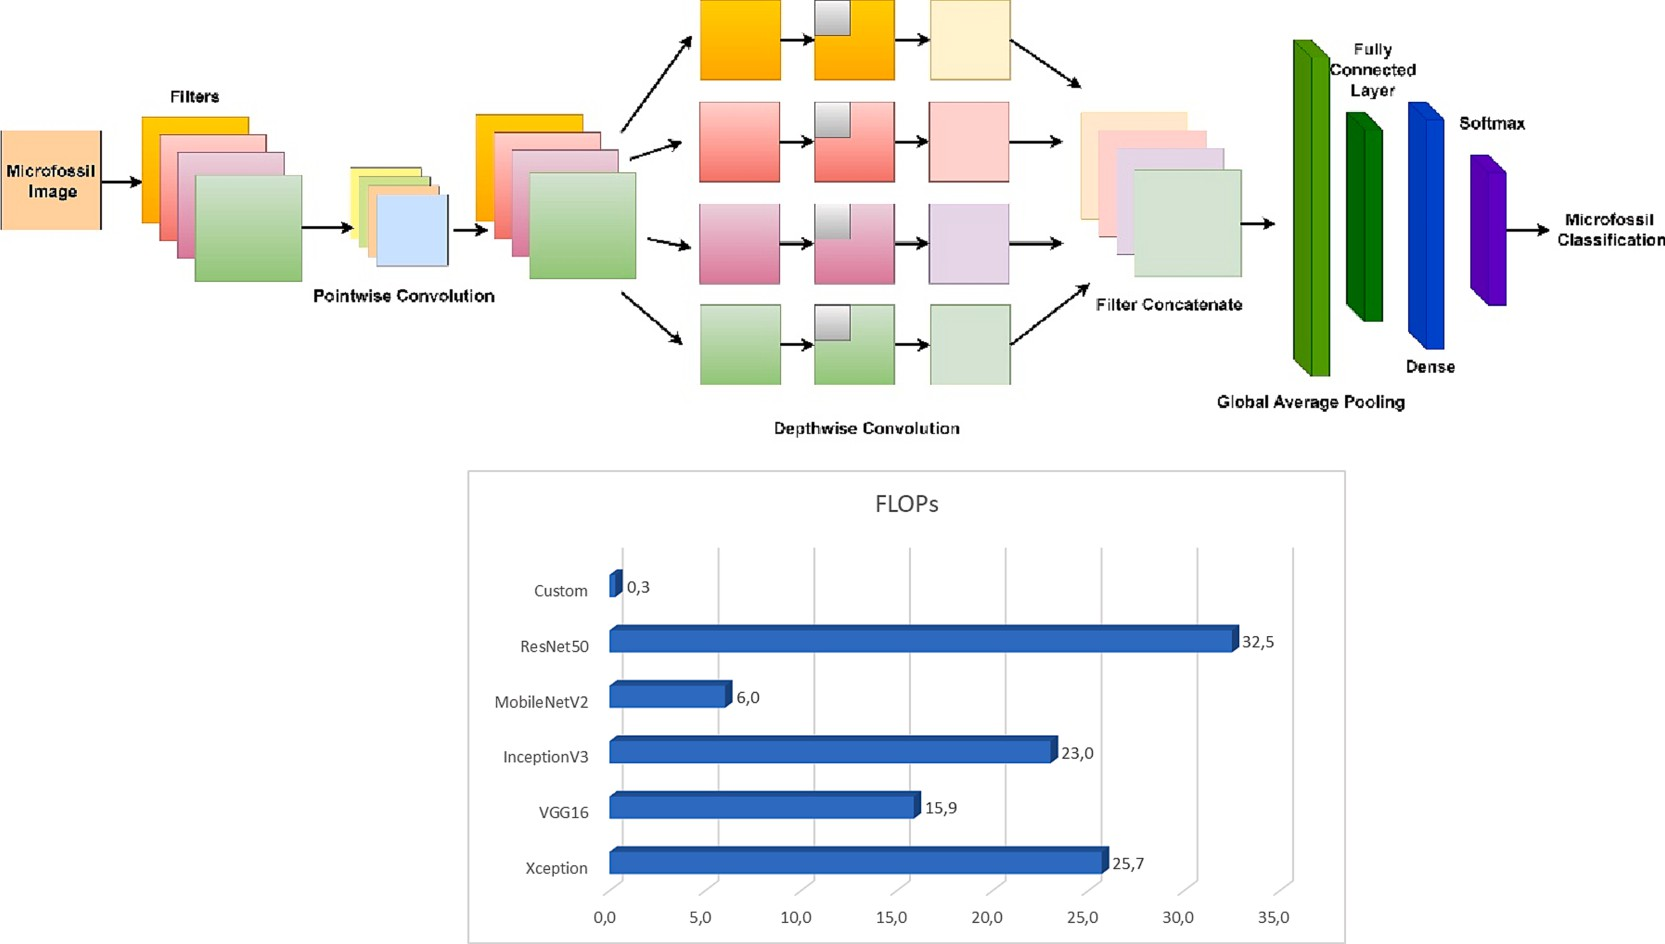 Microfossil
Image
Filters
Pointwise Convolution
Depthwise Convolution
Filter Concatenate
Global Average Pooling
Fully
Connected
Layer
Dense
Softmax
Microfossil
Classification
FLOPs
Custom 0,3
ResNet50 32,5
MobileNetV2 6,0
InceptionV3 23,0
VGG16 15,9
Xception 25,7
0,0 5,0 10,0 15,0 20,0 25,0 30,0 35,0